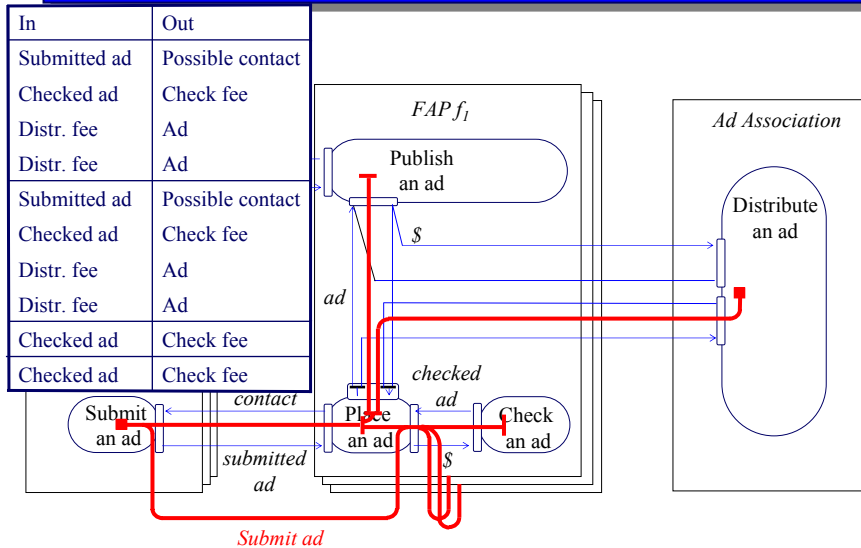 In Out
Submitted ad Possible contact
Checked ad Check fee
Distr. fee Ad
Distr. fee Ad
Submitted ad Possible contact
Checked ad Check fee
Distr. fee Ad
Distr. fee Ad
Checked ad Check fee
Checked ad Check fee
FAP f1
Ad Association
Publish
an ad
Distribute
an ad
$
ad
checked
ad
contact
Submit
an ad
Place
an ad
Check
an ad
submitted
ad
$
Submit ad